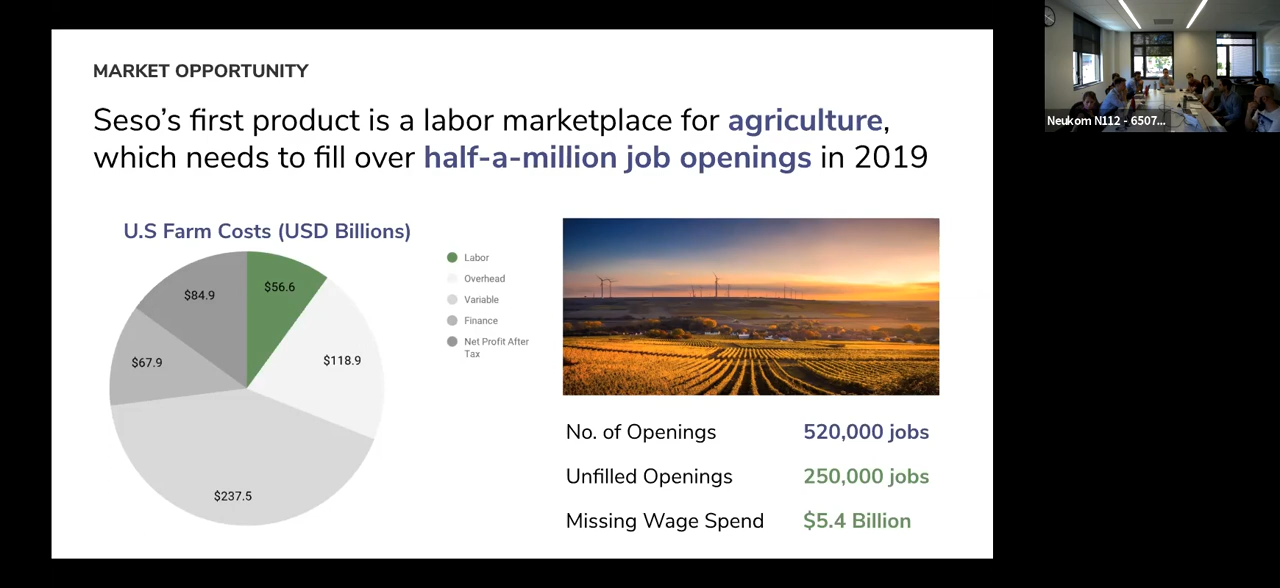 MARKET OPPORTUNITY
Seso's first product is a labor marketplace for agriculture,
which needs to fill over half-a-million job openings in 2019
U.S Farm Costs (USD Billions)
$56.6
$118.9
$237.5
$67.9
$84.9
Labor
Overhead
Variable
Finance
Net Profit After
Tax
No. of Openings 520,000 jobs
Unfilled Openings 250,000 jobs
Missing Wage Spend $5.4 Billion
Neukom N112 - 6507...